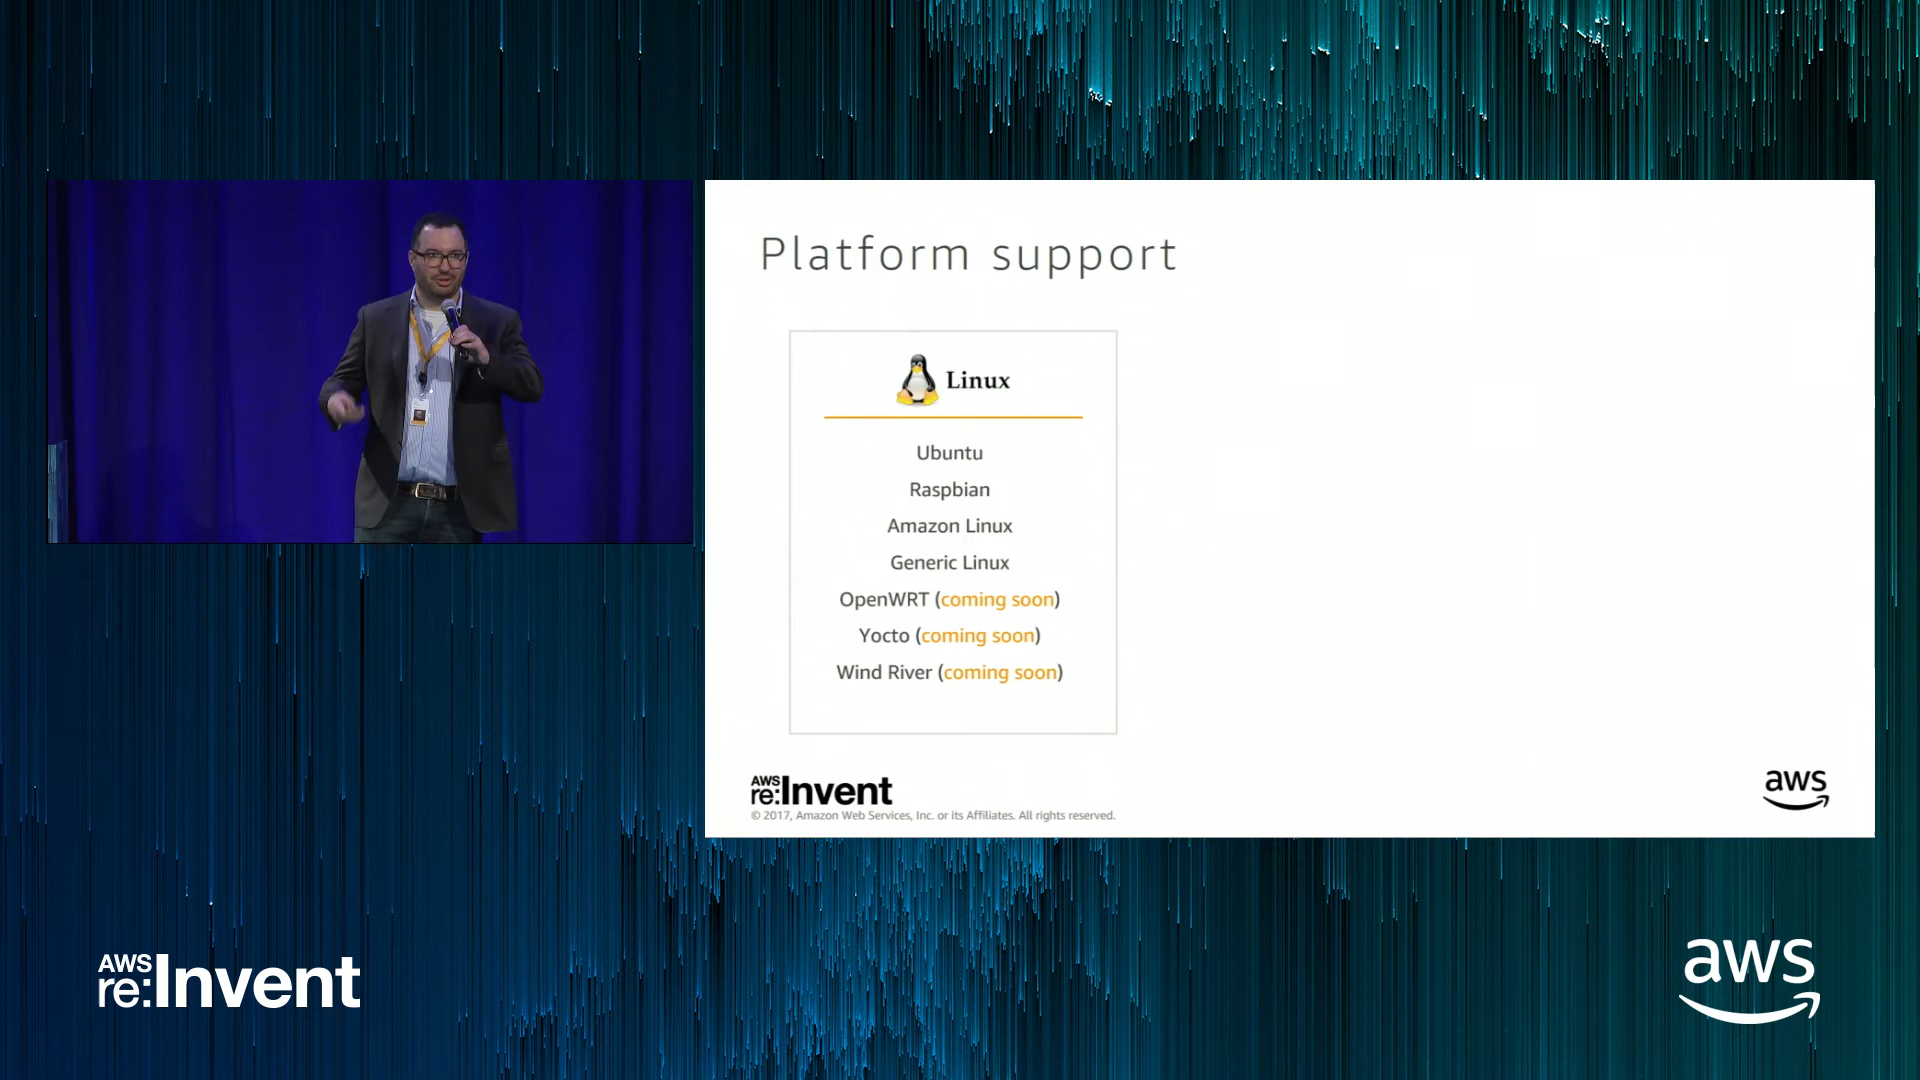 Platform support
Linux
Ubuntu
Raspbian
Amazon Linux
Generic Linux
OpenWRT (coming soon)
Yocto (coming soon)
Wind River (coming soon)
AWS
re:Invent
© 2017, Amazon Web Services, Inc. or its Affiliates. All rights reserved.
aws
AWS
re:Invent
aws